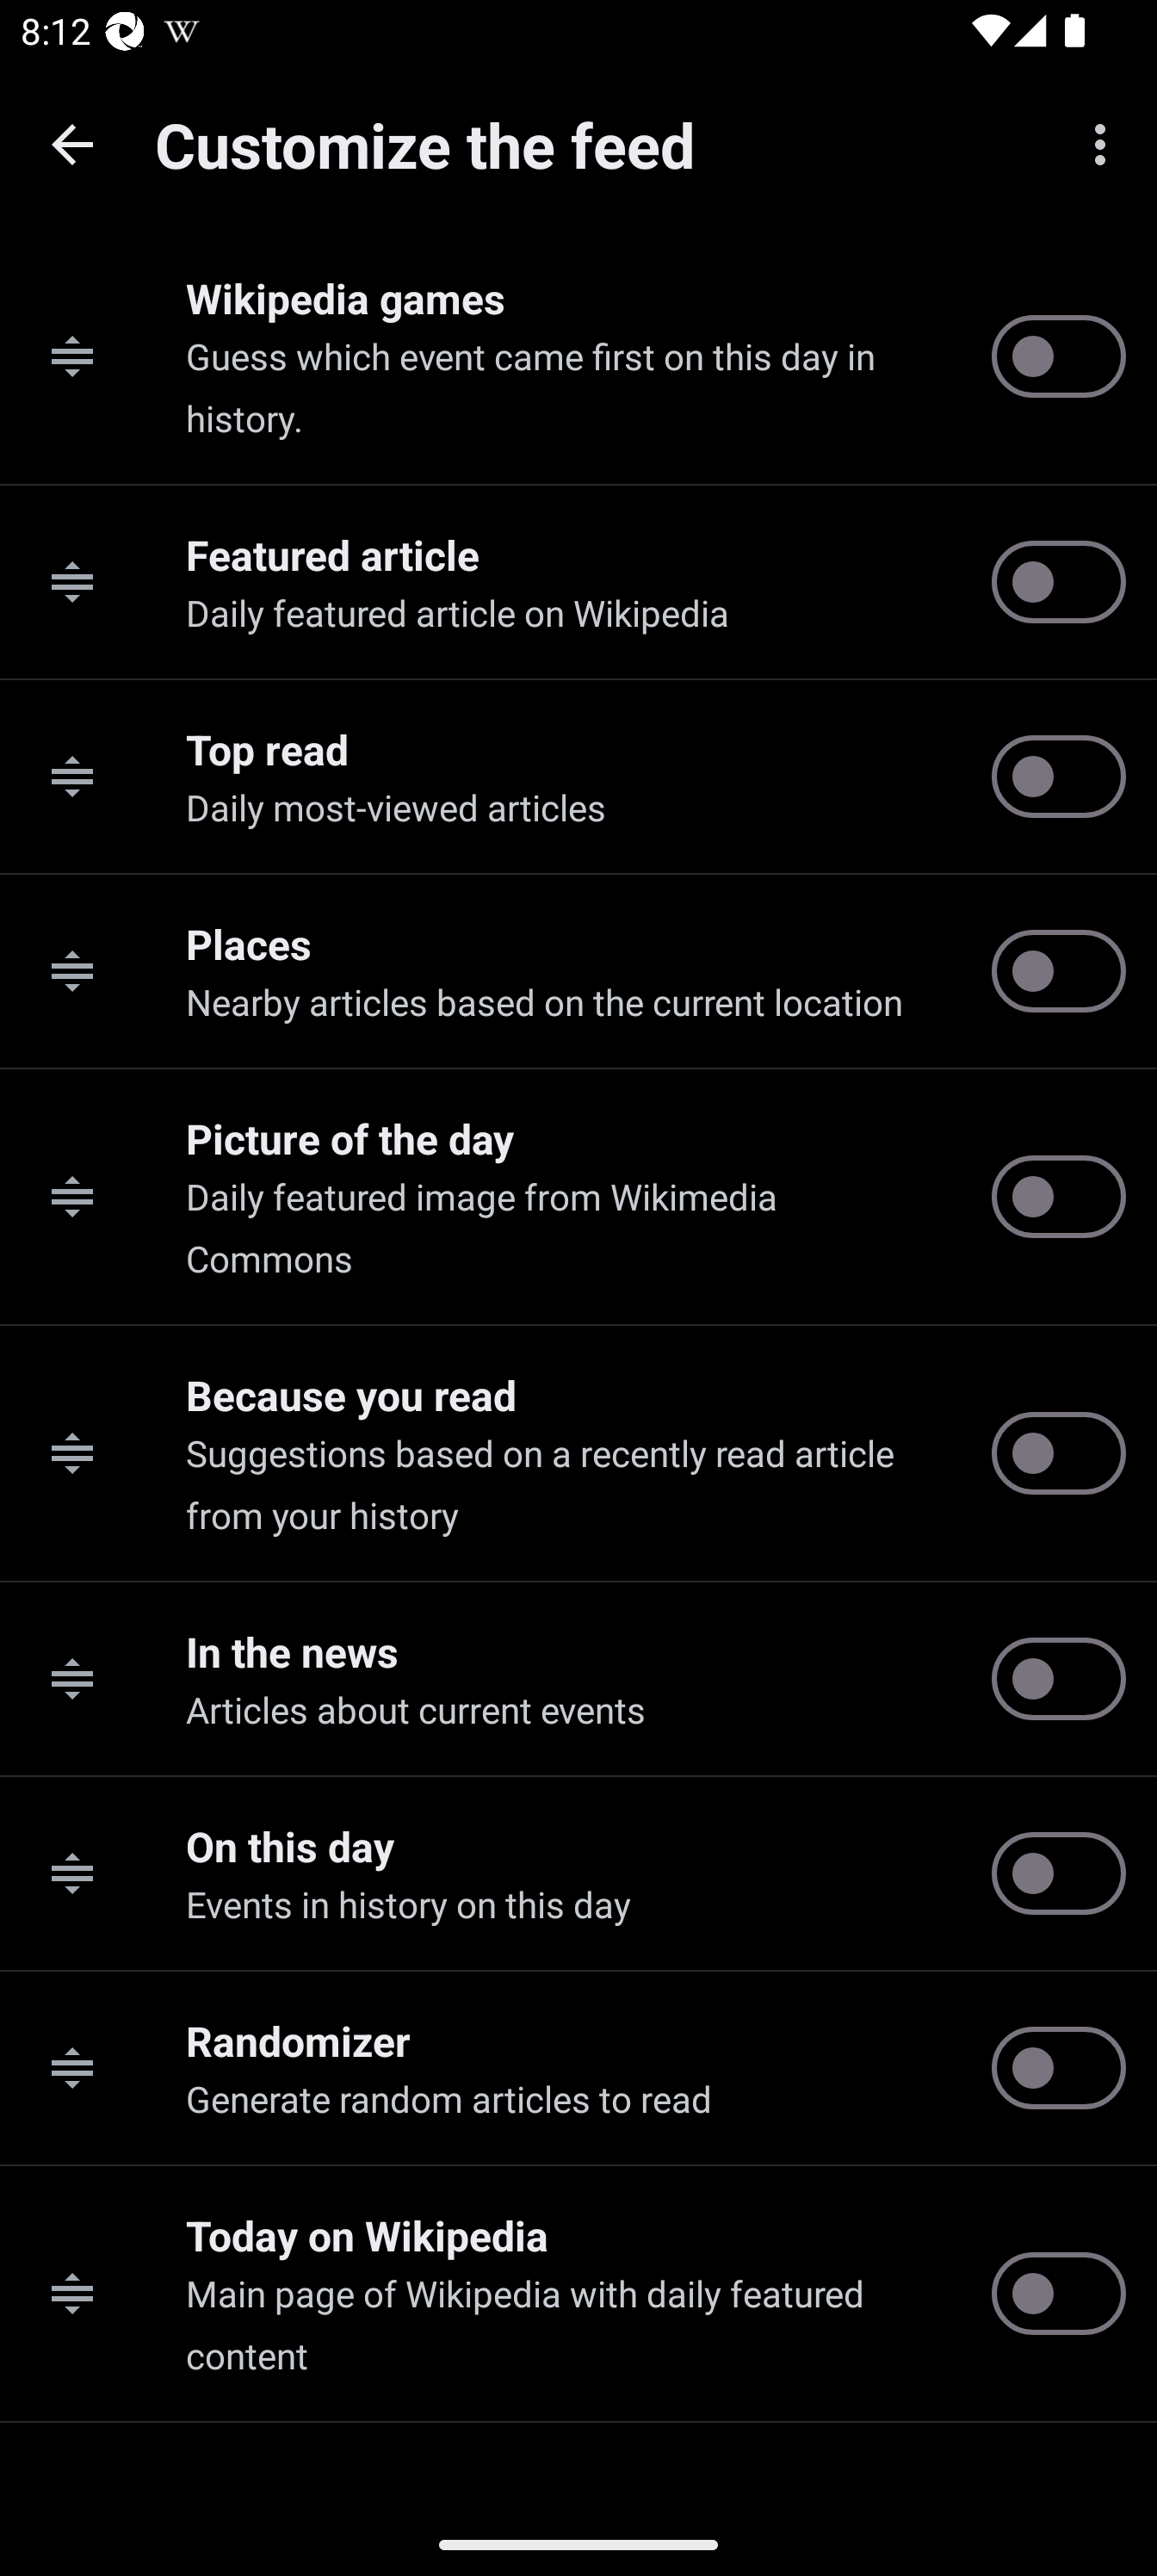 8:12
Customize the feed
Wikipedia games
Guess which event came first on this day in
history.
Featured article
Daily featured article on Wikipedia
Top read
Daily most-viewed articles
Places
Nearby articles based on the current location
Picture of the day
Daily featured image from Wikimedia
Commons
Because you read
Suggestions based on a recently read article
from your history
In the news
Articles about current events
On this day
Events in history on this day
Randomizer
Generate random articles to read
Today on Wikipedia
Main page of Wikipedia with daily featured
content